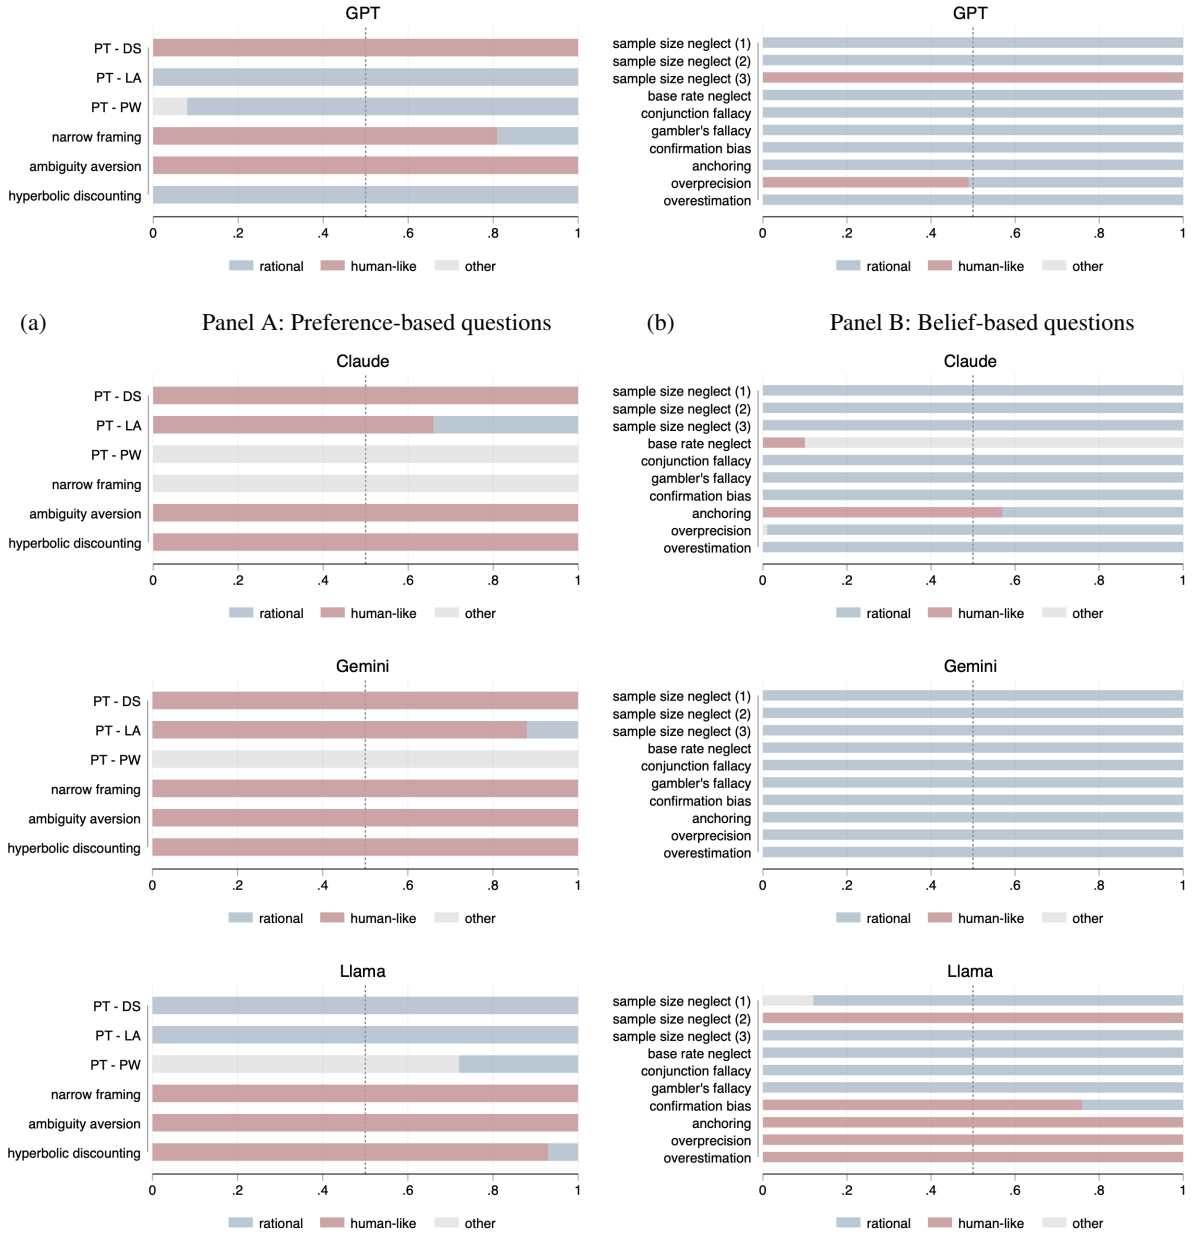 GPT
PT - DS
PT - LA
PT - PW
narrow framing
ambiguity aversion
hyperbolic discounting
0 .2 .4 .6 .8 1
rational human-like other
GPT
sample size neglect (1)
sample size neglect (2)
sample size neglect (3)
base rate neglect
conjunction fallacy
gambler's fallacy
confirmation bias
anchoring
overprecision
overestimation
0 .2 .4 .6 .8 1
rational human-like other
(a) Panel A: Preference-based questions
(b) Panel B: Belief-based questions
Claude
PT - DS
PT - LA
PT - PW
narrow framing
ambiguity aversion
hyperbolic discounting
0 .2 .4 .6 .8 1
rational human-like other
Claude
sample size neglect (1)
sample size neglect (2)
sample size neglect (3)
base rate neglect
conjunction fallacy
gambler's fallacy
confirmation bias
anchoring
overprecision
overestimation
0 .2 .4 .6 .8 1
rational human-like other
Gemini
PT - DS
PT - LA
PT - PW
narrow framing
ambiguity aversion
hyperbolic discounting
0 .2 .4 .6 .8 1
rational human-like other
Gemini
sample size neglect (1)
sample size neglect (2)
sample size neglect (3)
base rate neglect
conjunction fallacy
gambler's fallacy
confirmation bias
anchoring
overprecision
overestimation
0 .2 .4 .6 .8 1
rational human-like other
Llama
PT - DS
PT - LA
PT - PW
narrow framing
ambiguity aversion
hyperbolic discounting
0 .2 .4 .6 .8 1
rational human-like other
Llama
sample size neglect (1)
sample size neglect (2)
sample size neglect (3)
base rate neglect
conjunction fallacy
gambler's fallacy
confirmation bias
anchoring
overprecision
overestimation
0 .2 .4 .6 .8 1
rational human-like other